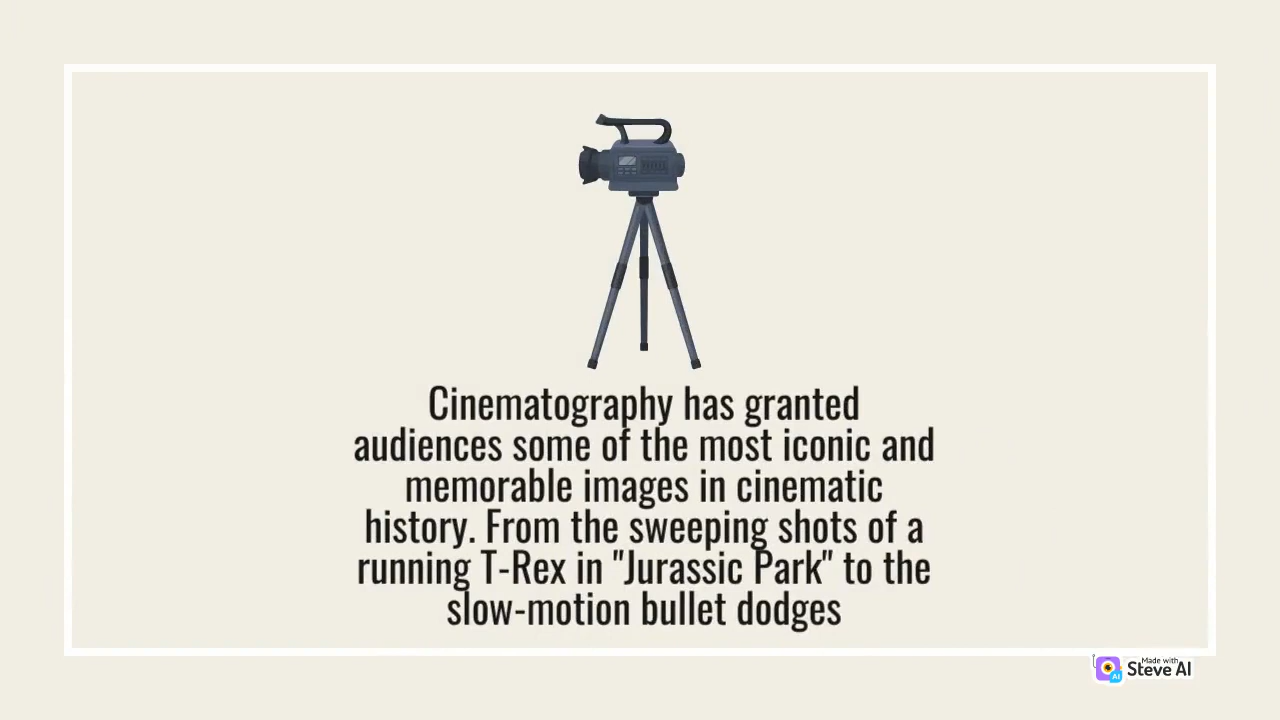 Cinematography has granted
audiences some of the most iconic and
memorable images in cinematic
history. From the sweeping shots of a
running T-Rex in "Jurassic Park" to the
slow-motion bullet dodges
Made with
Steve AI
AI